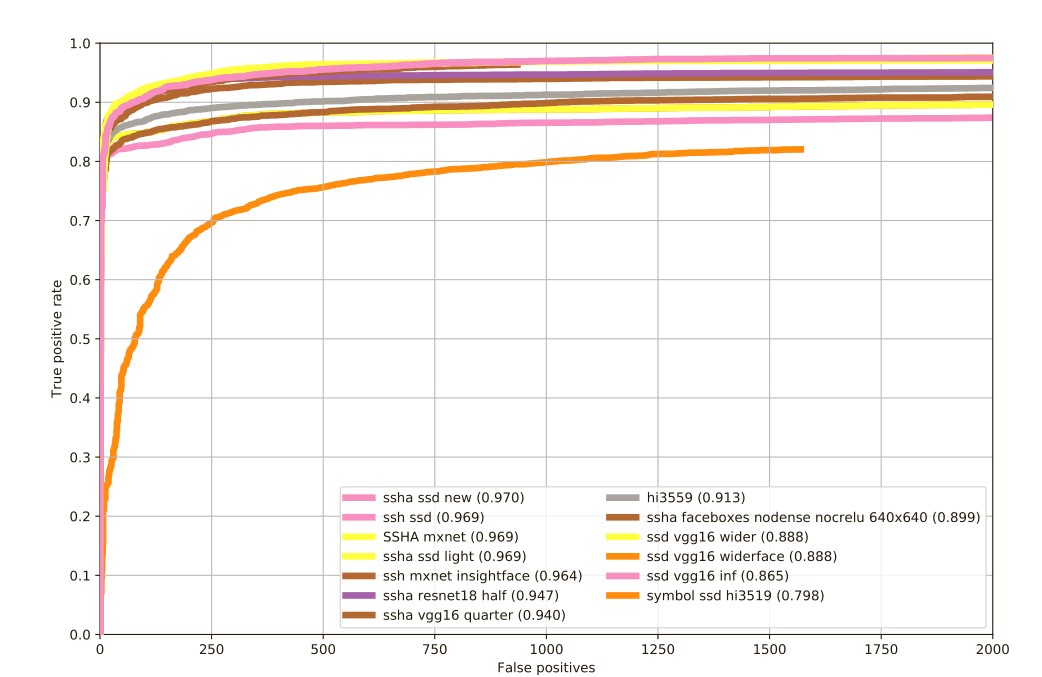 1.0
0.9
0.8
0.7
0.6
0.5
0.4
0.3
0.2
0.1
0.0
True positive rate
ssha ssd new (0.970)
ssh ssd (0.969)
SSHA mxnet (0.969)
ssha ssd light (0.969)
ssh mxnet insightface (0.964)
ssha resnet18 half (0.947)
ssha vgg16 quarter (0.940)
hi3559 (0.913)
ssha faceboxes nodense nocrelu 640x640 (0.899)
ssd vgg16 wider (0.888)
ssd vgg16 widerface (0.888)
ssd vgg16 inf (0.865)
symbol ssd hi3519 (0.798)
0 250 500 750 1000 1250 1500 1750 2000
False positives